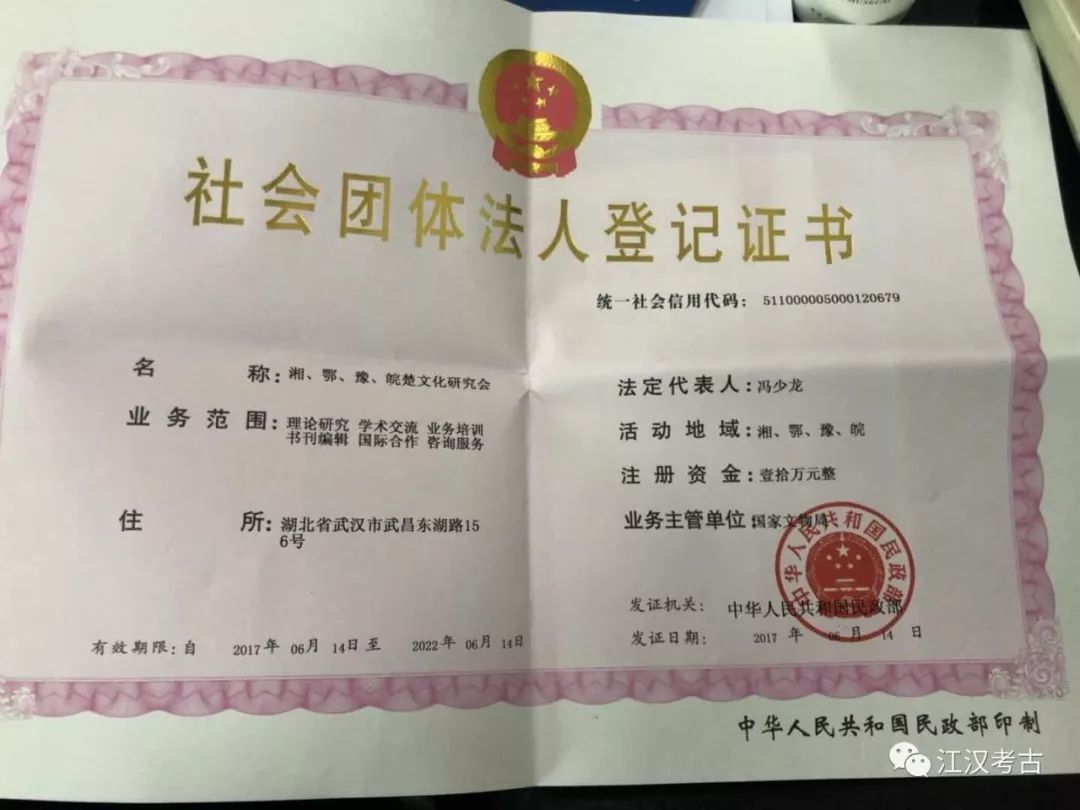 MUSEUM
社会团体法人登记证书
统一社会信用代码：511000005000120679
名称：湘、鄂、豫、皖楚文化研究会
业务范围：理论研究 学术交流 业务培训
书刊编辑 国际合作 咨询服务
住所：湖北省武汉市武昌东湖路15
6号
有效期限：自 2017年 06月 14日至 2022年 06月 14日
法定代表人：冯少龙
活动地域：湘、鄂、豫、皖
注册资金：壹拾万元整
业务主管单位：国家文物局
中华人民共和国民政部
发证机关：中华人民共和国民政部
发证日期：2017 年 06 月 14 日
中华人民共和国民政部印制
江汉考古